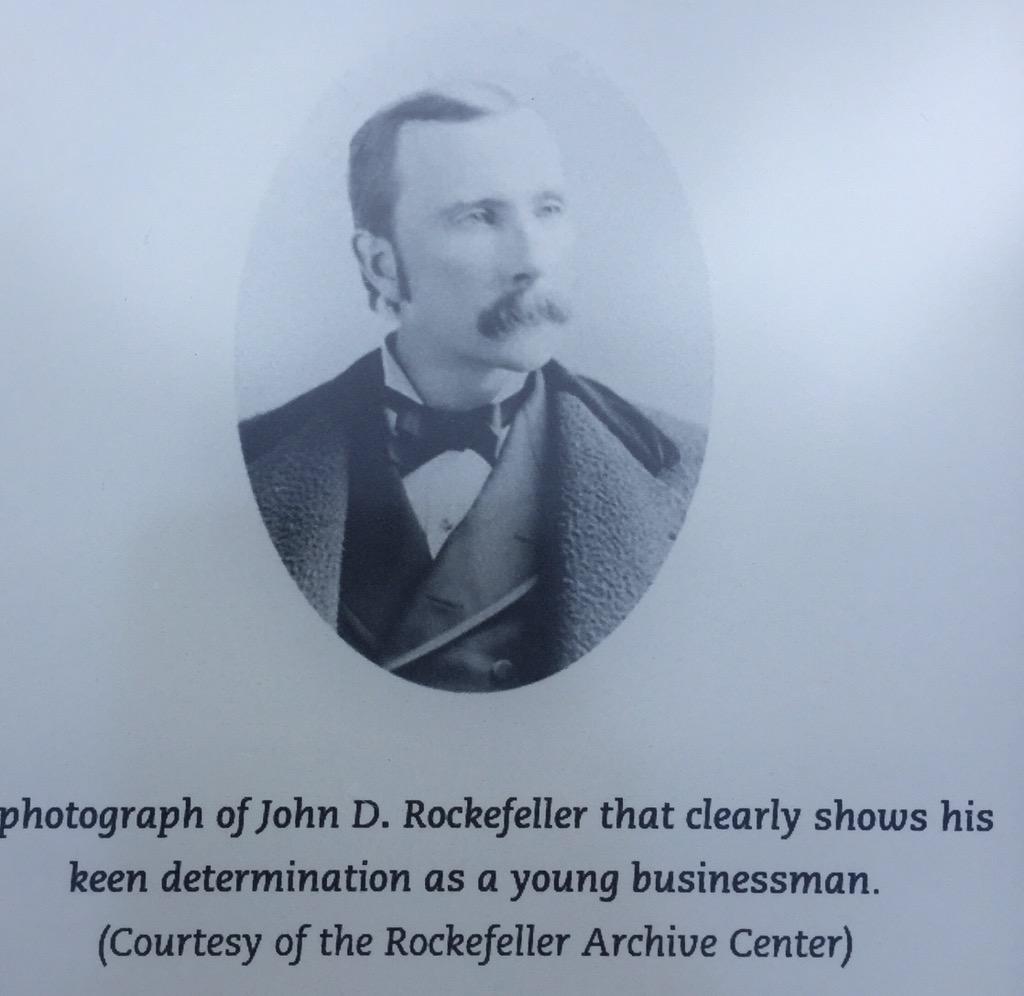 photograph of John D. Rockefeller that clearly shows his
keen determination as a young businessman.
(Courtesy of the Rockefeller Archive Center)